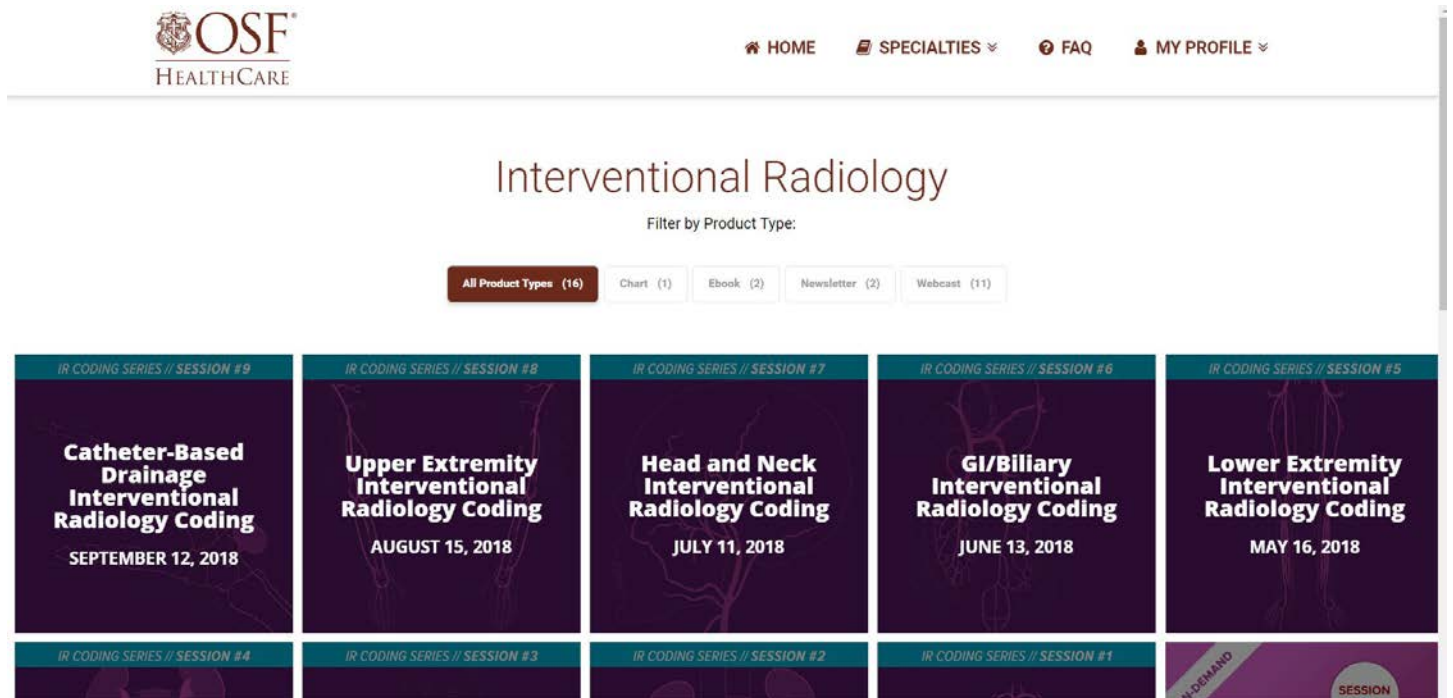 OSF®
HEALTHCARE
HOME
SPECIALTIES
FAQ
MY PROFILE
Interventional Radiology
Filter by Product Type:
All Product Types (16)
Chart (1)
Ebook (2)
Newsletter (2)
Webcast (11)
IR CODING SERIES // SESSION #9
Catheter-Based
Drainage
Interventional
Radiology Coding
SEPTEMBER 12, 2018
IR CODING SERIES // SESSION #8
Upper Extremity
Interventional
Radiology Coding
AUGUST 15, 2018
IR CODING SERIES // SESSION #7
Head and Neck
Interventional
Radiology Coding
JULY 11, 2018
IR CODING SERIES // SESSION #6
GI/Biliary
Interventional
Radiology Coding
JUNE 13, 2018
IR CODING SERIES // SESSION #5
Lower Extremity
Interventional
Radiology Coding
MAY 16, 2018
IR CODING SERIES // SESSION #4
IR CODING SERIES // SESSION #3
IR CODING SERIES // SESSION #2
IR CODING SERIES // SESSION #1
N-DEMAND
SESSION